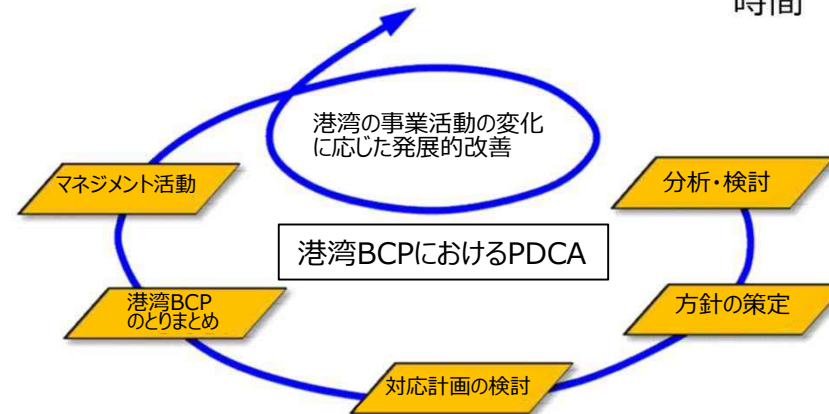 時間
港湾の事業活動の変化
に応じた発展的改善
マネジメント活動
分析・検討
港湾BCPにおけるPDCA
港湾BCP
のとりまとめ
方針の策定
対応計画の検討